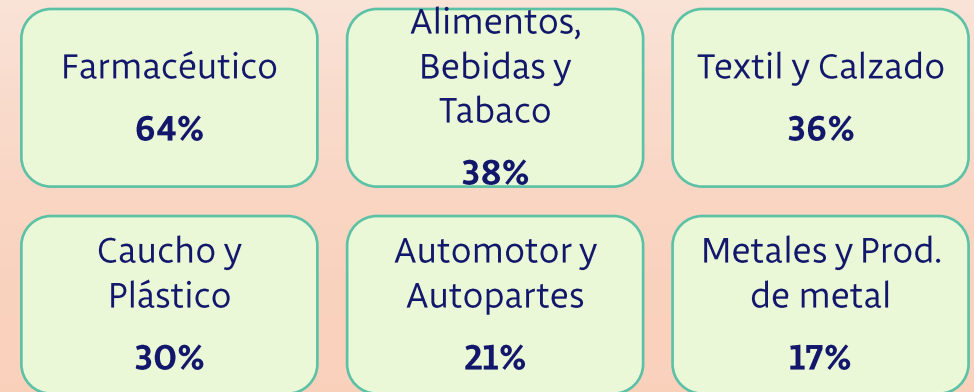 Farmacéutico
64%
Alimentos,
Bebidas y
Tabaco
38%
Textil y Calzado
36%
Caucho y
Plástico
30%
Automotor y
Autopartes
21%
Metales y Prod.
de metal
17%